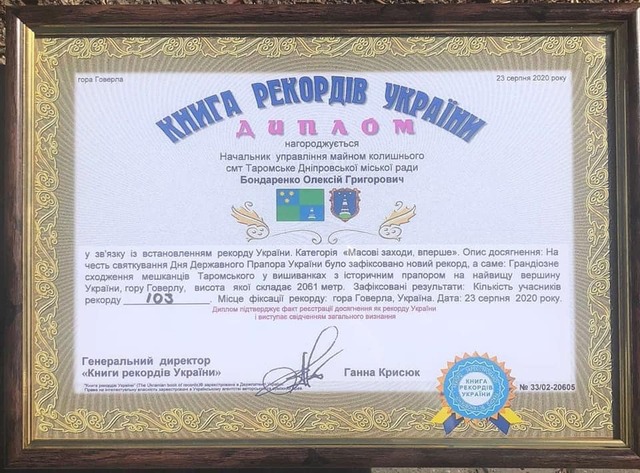 гора Говерла
23 серпня 2020 року
КНИГА РЕКОРДІВ УКРАЇНИ
ДИПЛОМ
нагороджується
Начальник управління майном колишнього
смт Таромське Дніпровської міської ради
Бондаренко Олексій Григорович
у зв'язку із встановленням рекорду України. Категорія «Масові заходи, вперше». Опис досягнення: На
честь святкування Дня Державного Прапора України було зафіксовано новий рекорд, а саме: Грандіозне
сходження мешканців Таромського у вишиванках з історичним прапором на найвищу вершину
України, гору Говерлу, висота якої складає 2061 метр. Зафіксовані результати: Кількість учасників
рекорду 103. Місце фіксації рекорду: гора Говерла, Україна. Дата: 23 серпня 2020 року.
Диплом підтверджує факт реєстрації досягнення як рекорду України
і виступає свідченням загального визнання
Генеральний директор
«Книги рекордів України»
Ганна Крисюк
КНИГА
РЕКОРДІВ
УКРАЇНИ
№ 33/02-20605